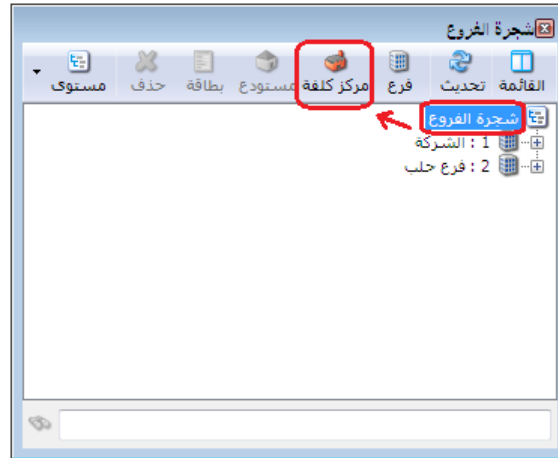 شجرة الفروع
القائمة تحديث فرع مركز كلفة مستودع بطاقة حذف مستوى
شجرة الفروع
1 : الشركة
2 : فرع حلب